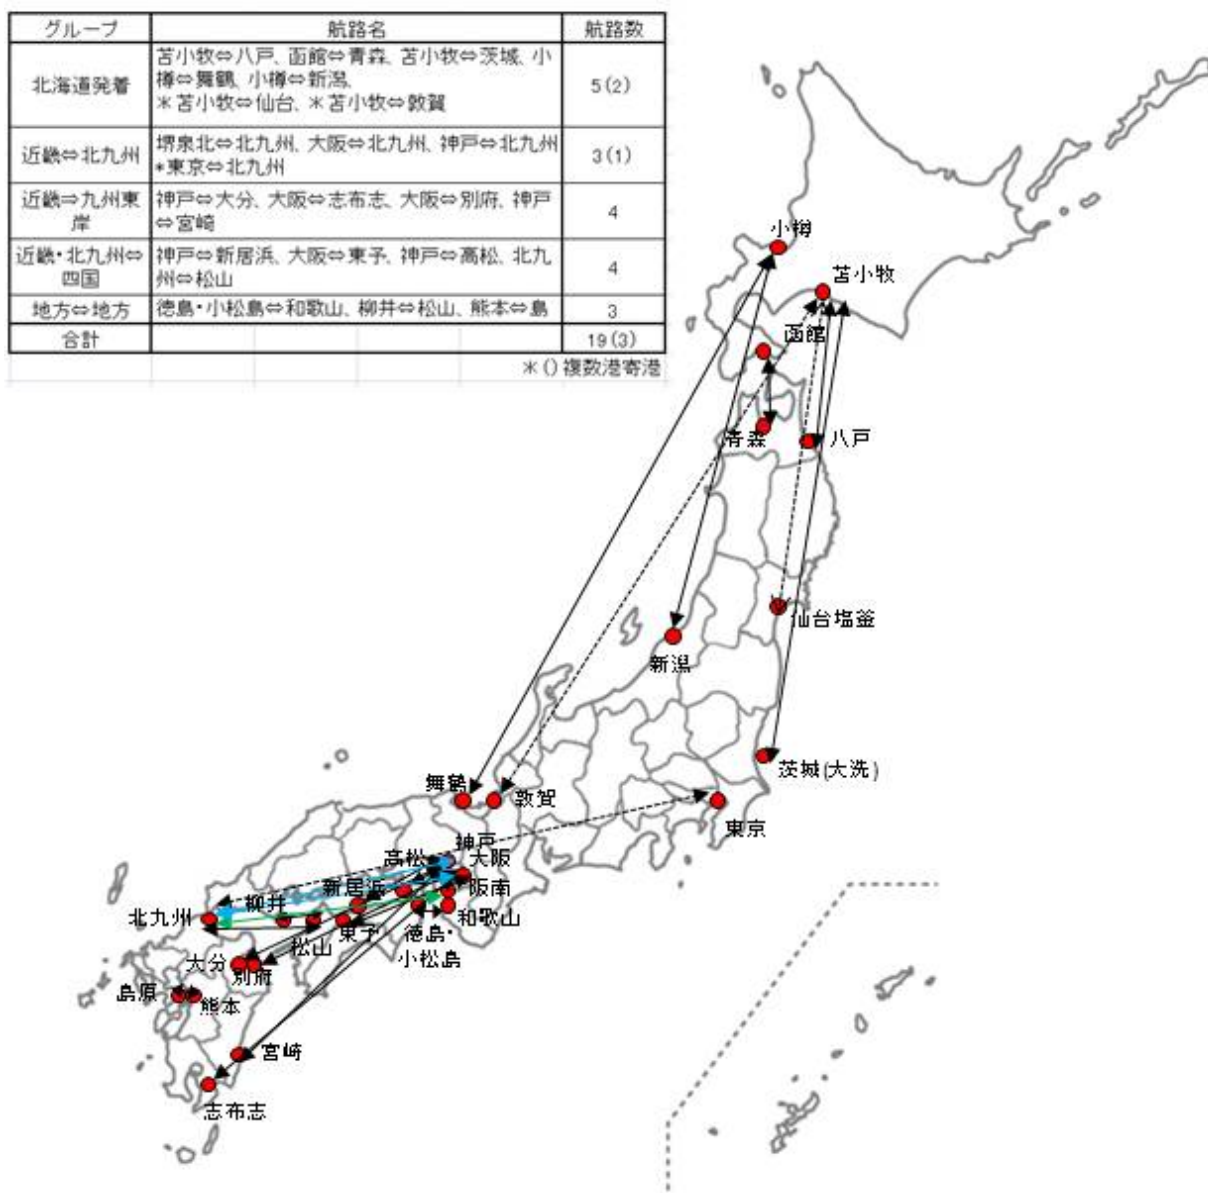 グループ 航路名 航路数
北海道発着
苫小牧⇔八戸、函館⇔青森、苫小牧⇔茨城、小
樽⇔舞鶴、小樽⇔新潟、
＊苫小牧⇔仙台、＊苫小牧⇔敦賀
5(2)
近畿⇔北九州
堺泉北⇔北九州、大阪⇔北九州、神戸⇔北九州
*東京⇔北九州
3(1)
近畿⇒九州東
岸
神戸⇔大分、大阪⇔志布志、大阪⇔別府、神戸
⇔宮崎
4
近畿・北九州⇔
四国
神戸⇔新居浜、大阪⇔東予、神戸⇔高松、北九
州⇔松山
4
地方⇔地方 徳島・小松島⇔和歌山、柳井⇔松山、熊本⇔島 3
合計 19(3)
＊()複数港寄港
小樽
苫小牧
函館
青森
八戸
仙台塩釜
新潟
茨城(大洗)
舞鶴
敦賀
東京
神戸
高松
大阪
新居浜
阪南
柳井
北九州
和歌山
東予
徳島・
小松島
松山
大分
別府
島原
熊本
宮崎
志布志